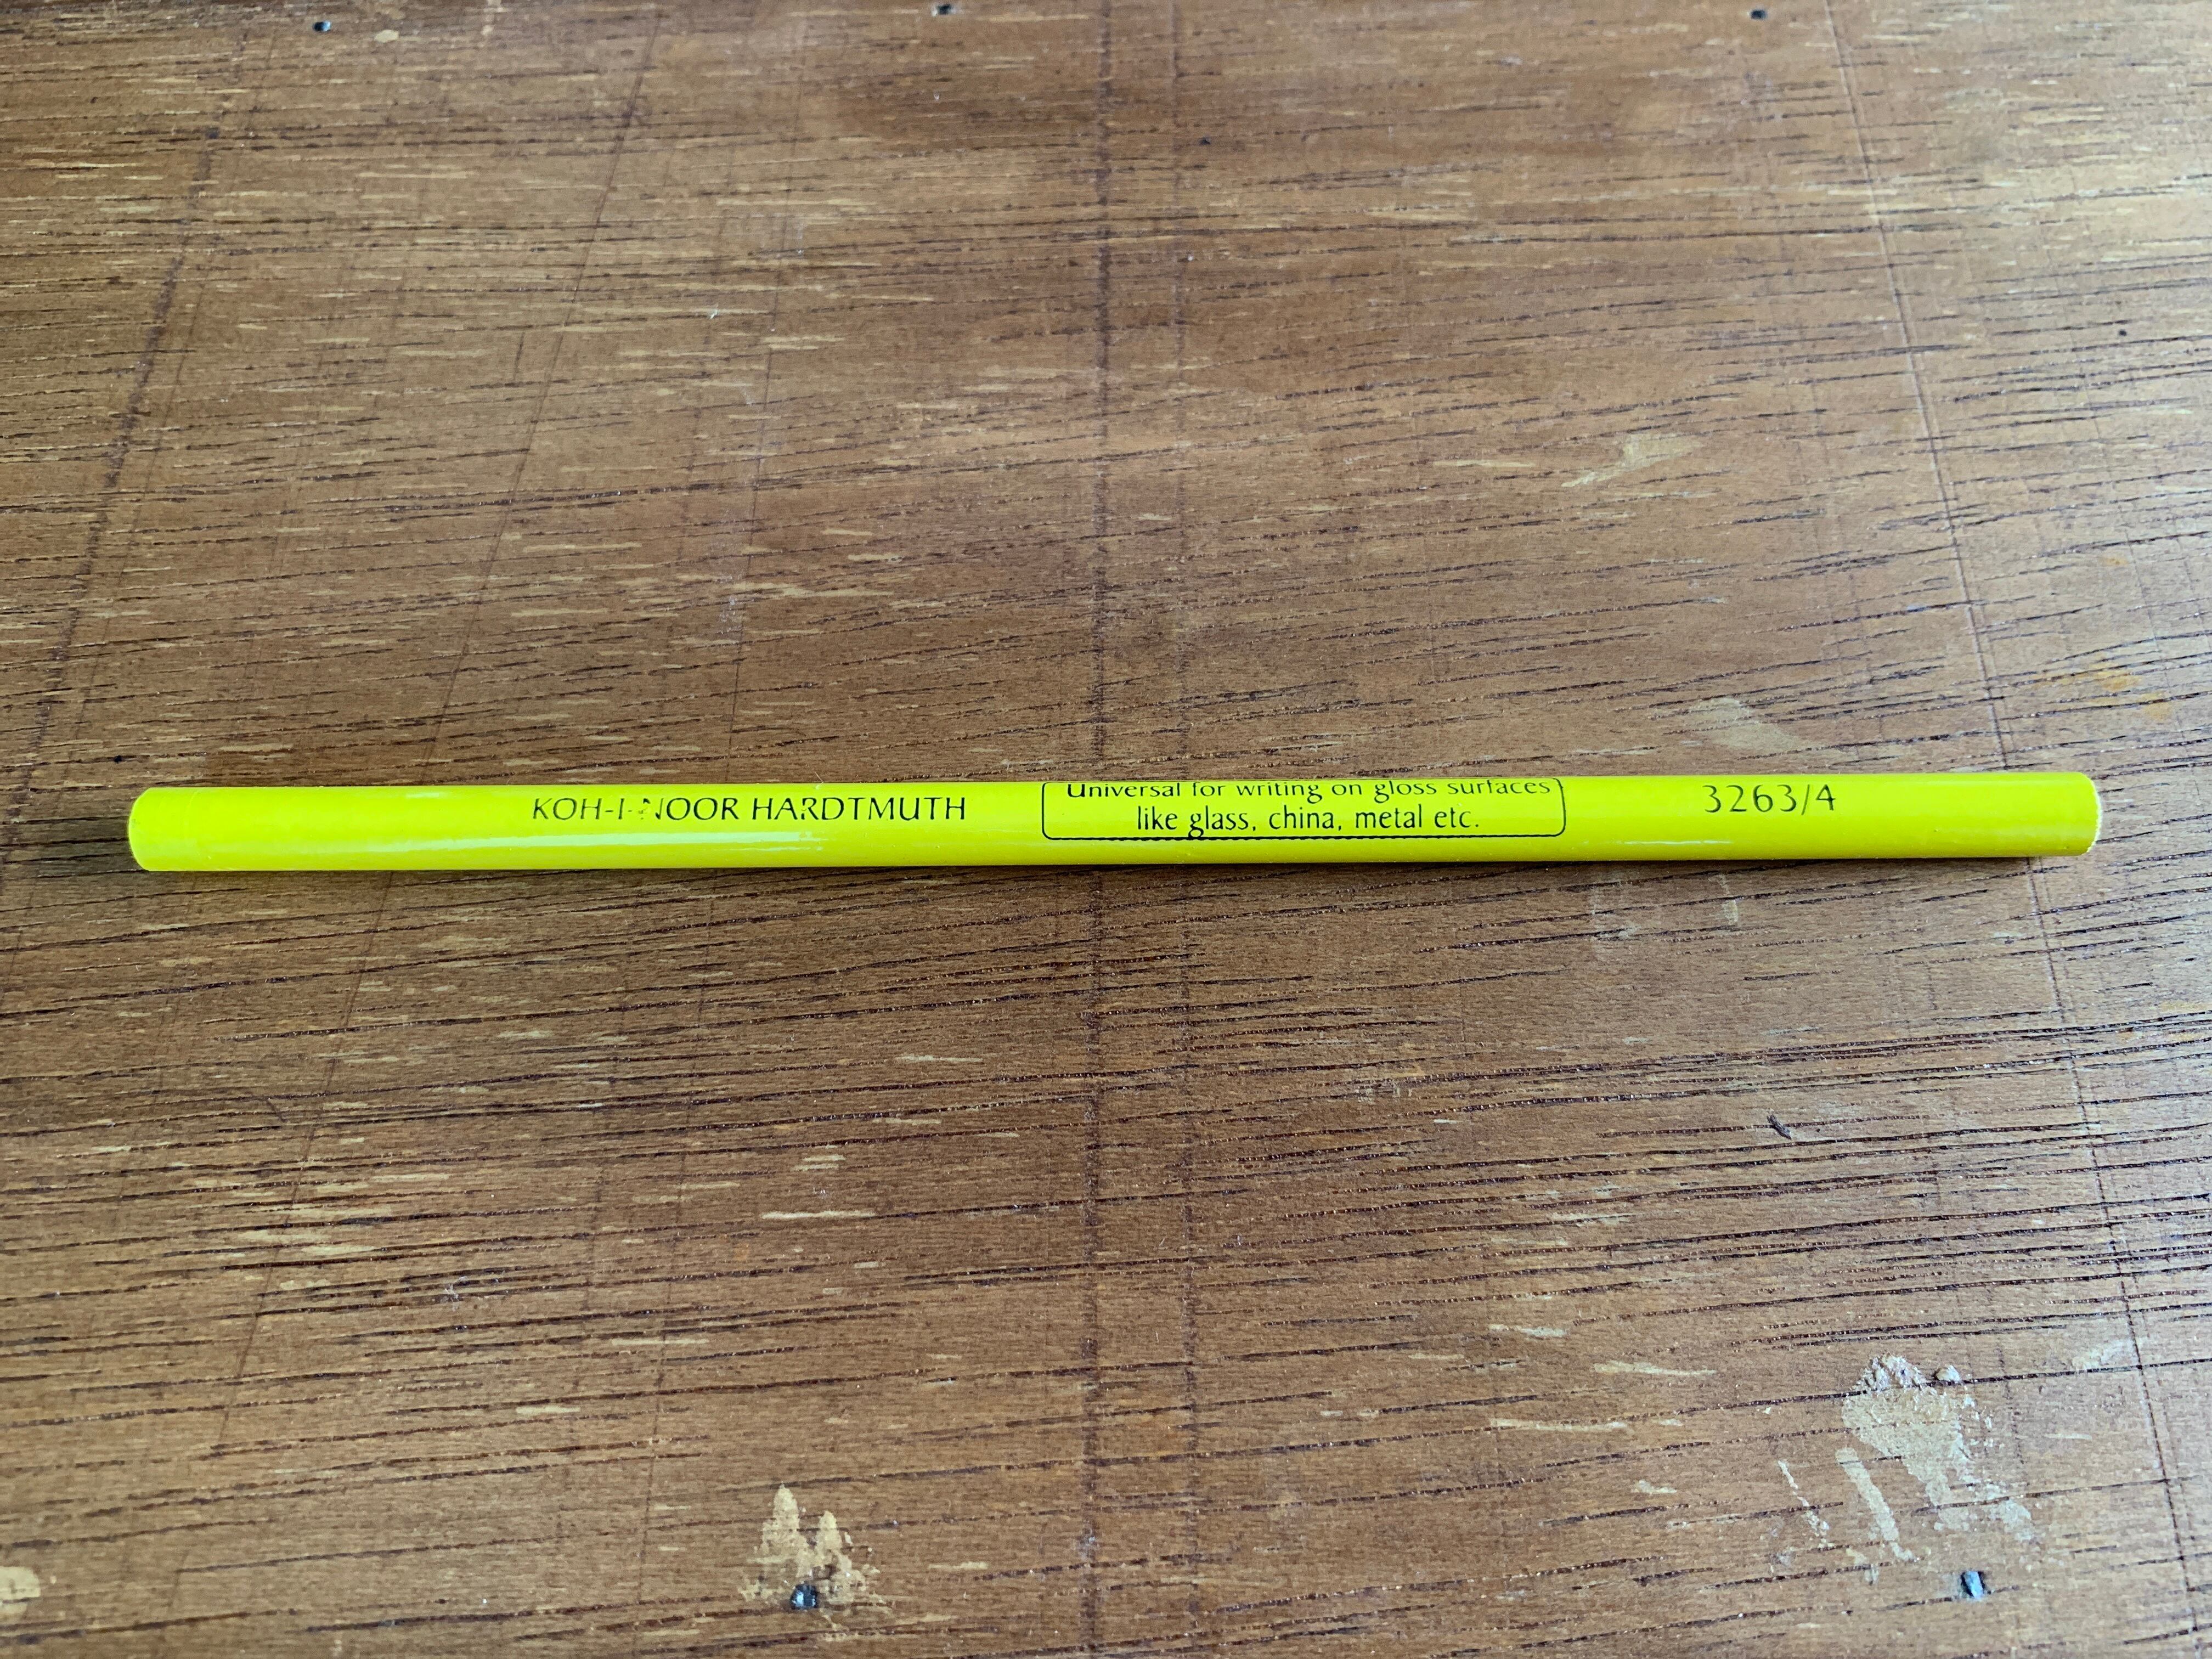 KOH-I-NOOR HARDTMUTH
Universal for writing on gloss surfaces
like glass, china, metal etc.
3263/4